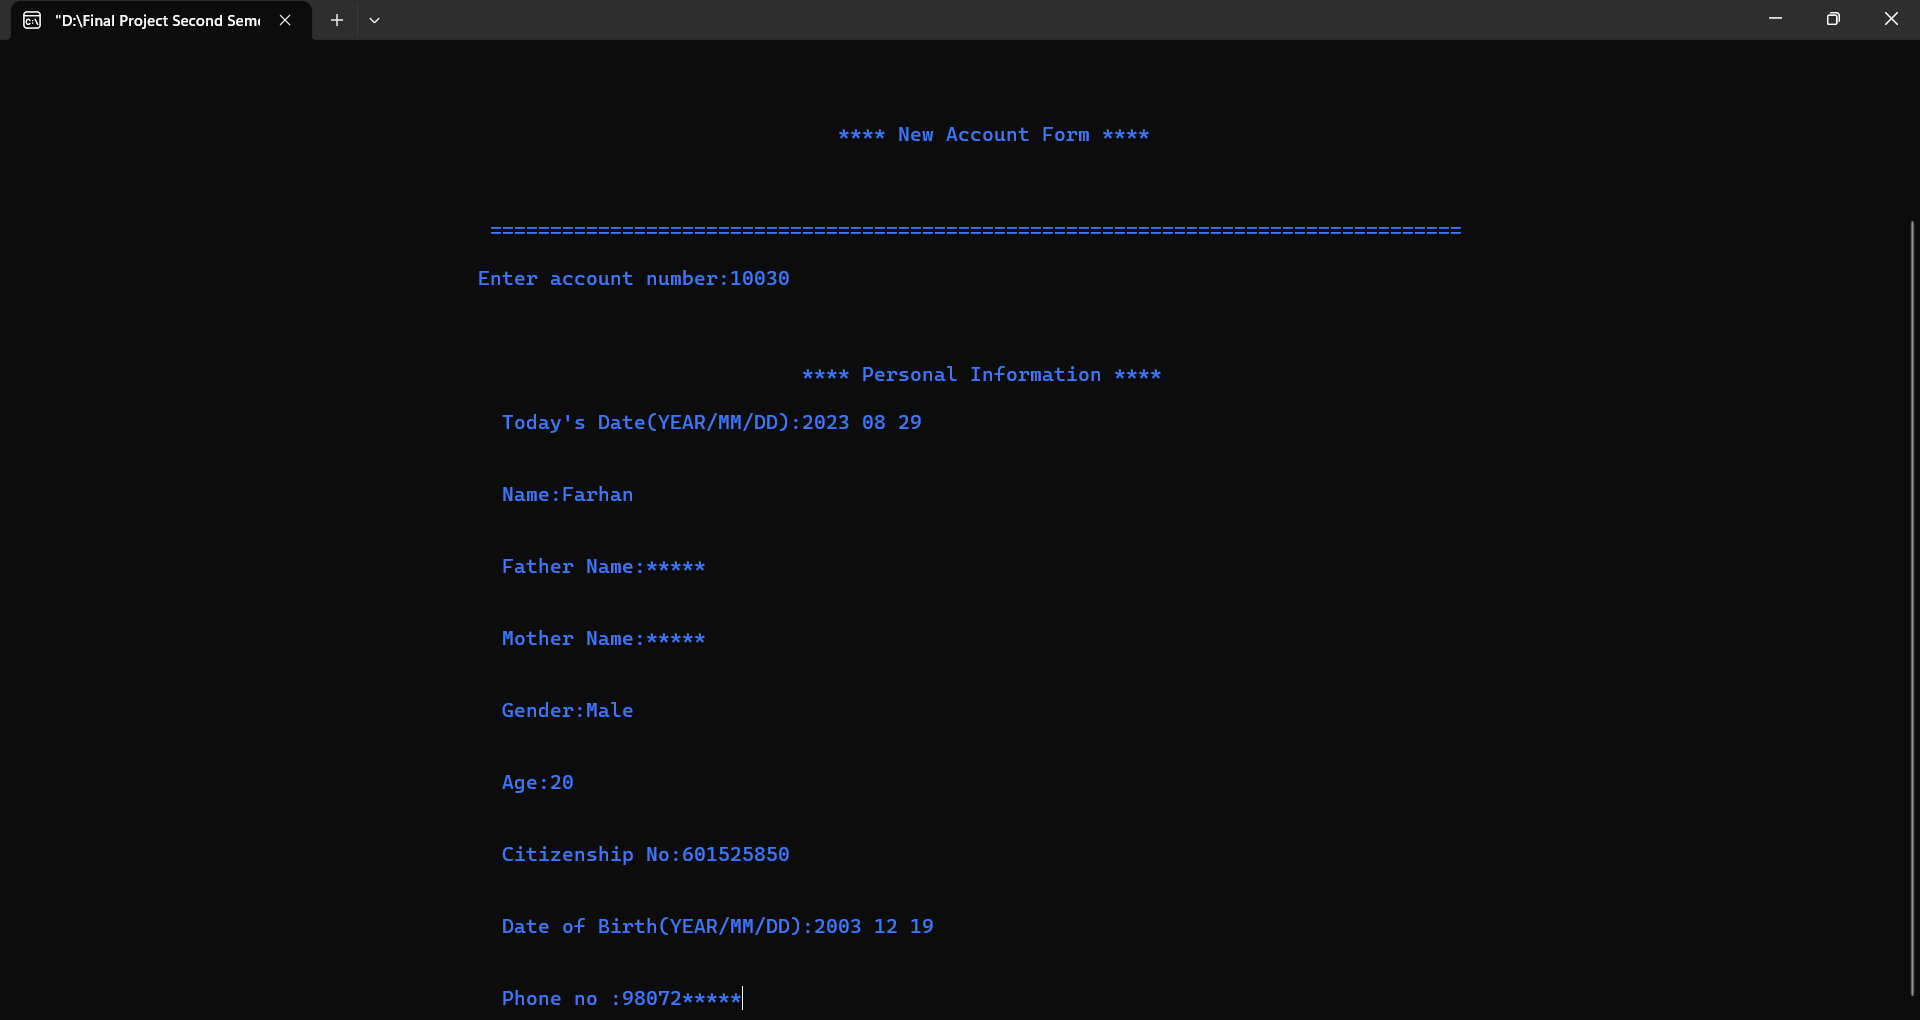 "D:\Final Project Second Seme
**** New Account Form ****
=================================================================================
Enter account number:10030
**** Personal Information ****
Today's Date(YEAR/MM/DD):2023 08 29
Name:Farhan
Father Name:*****
Mother Name:*****
Gender:Male
Age:20
Citizenship No:601525850
Date of Birth(YEAR/MM/DD):2003 12 19
Phone no :98072*****